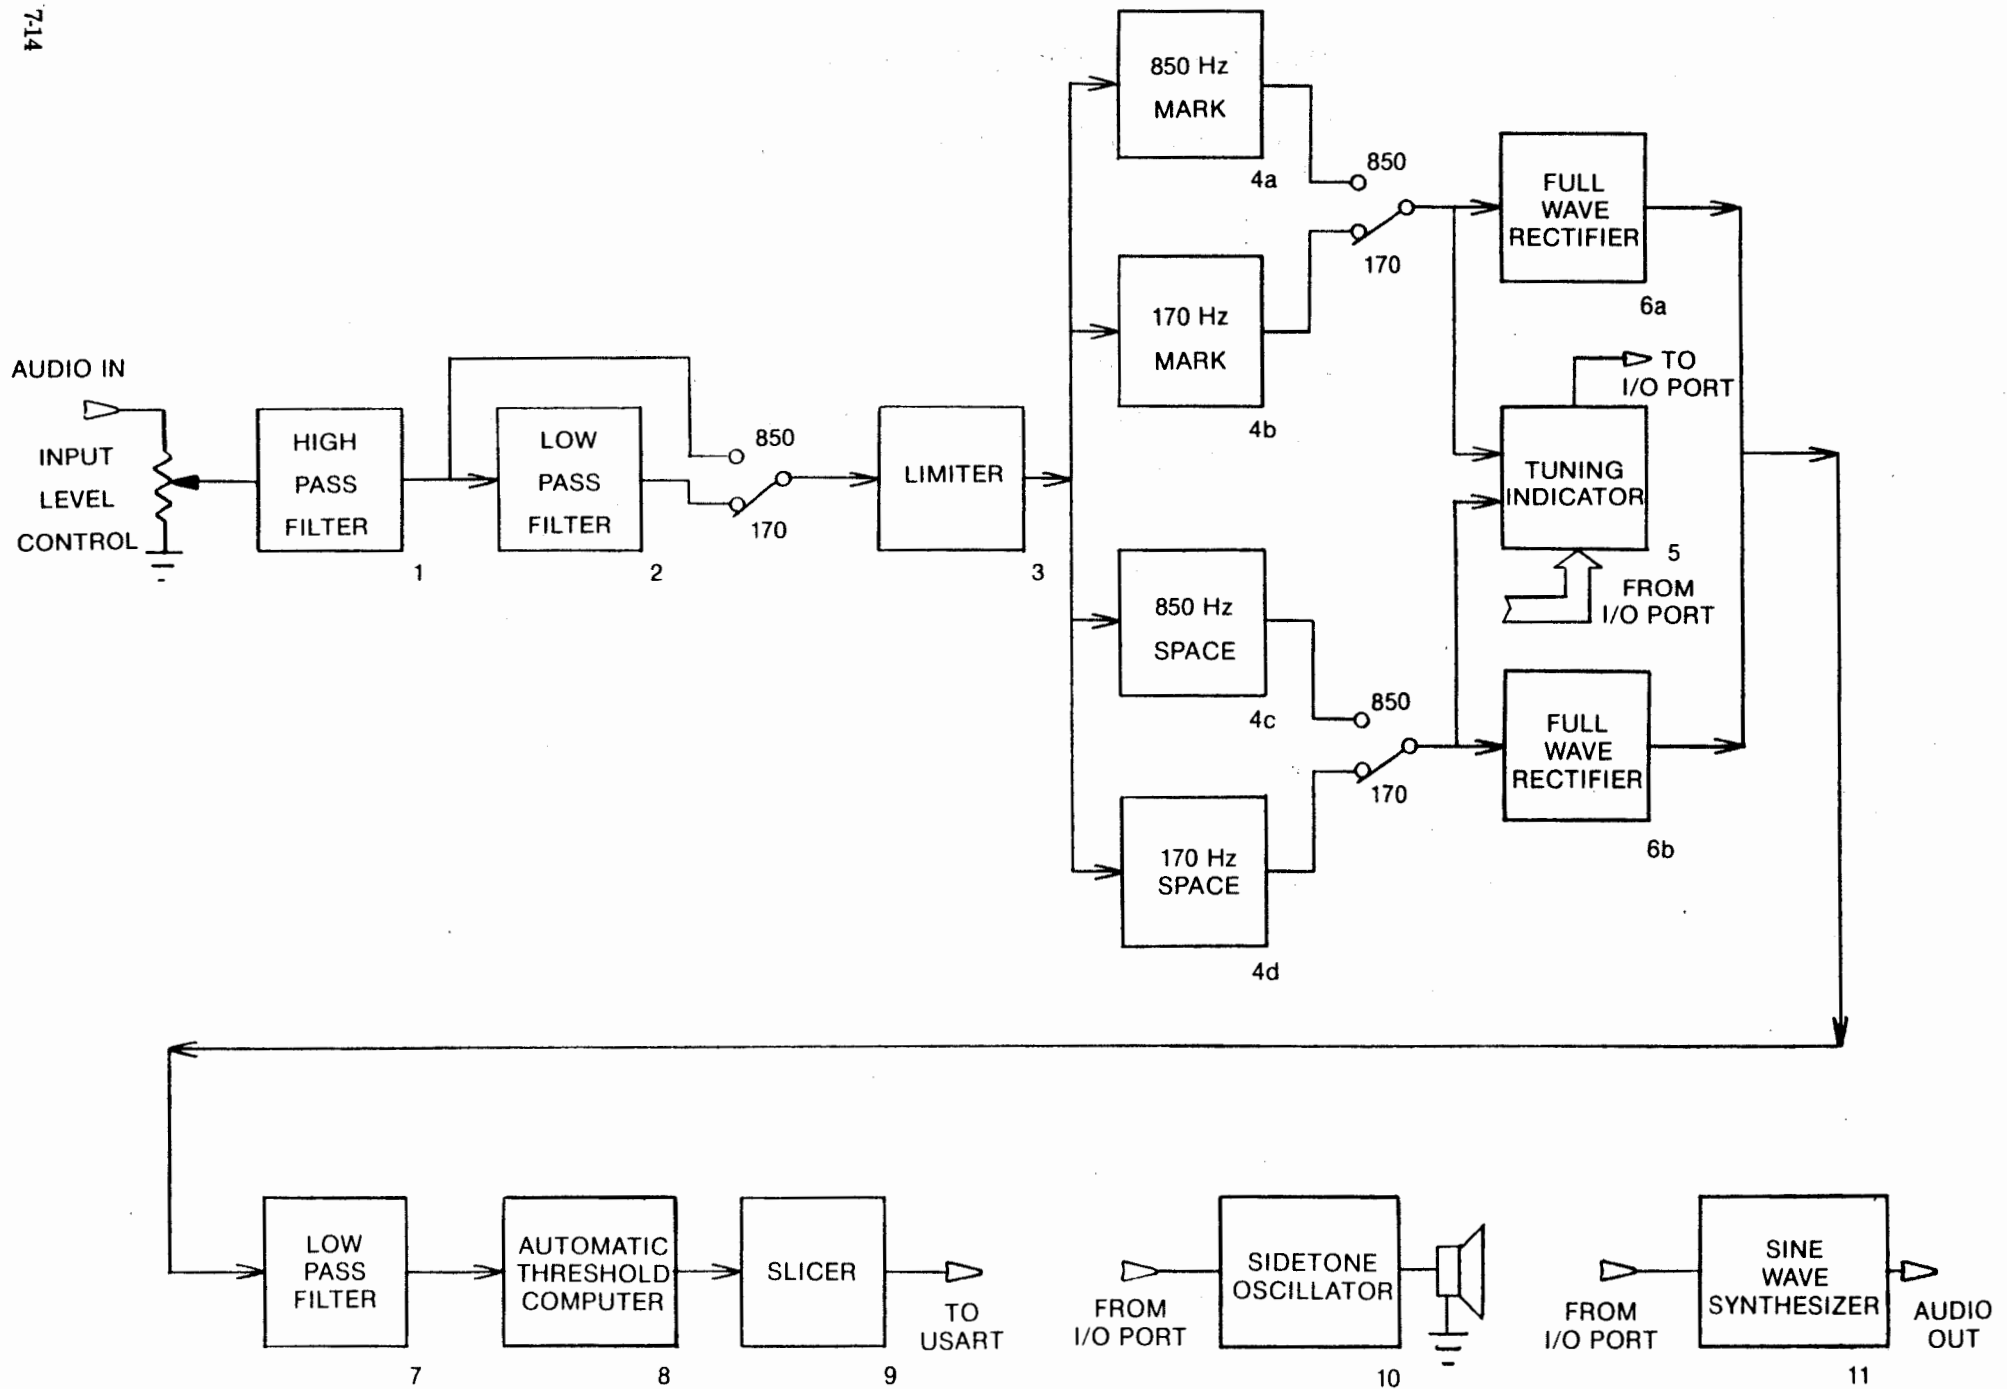 7-14
AUDIO IN
INPUT
LEVEL
CONTROL
HIGH
PASS
FILTER
1
LOW
PASS
FILTER
2
850
170
LIMITER
3
850 Hz
MARK
4a
170 Hz
MARK
4b
850
170
850 Hz
SPACE
4c
170 Hz
SPACE
4d
850
170
FULL
WAVE
RECTIFIER
6a
TO
I/O PORT
TUNING
INDICATOR
5
FROM
I/O PORT
FULL
WAVE
RECTIFIER
6b
LOW
PASS
FILTER
7
AUTOMATIC
THRESHOLD
COMPUTER
8
SLICER
9
TO
USART
FROM
I/O PORT
SIDETONE
OSCILLATOR
10
FROM
I/O PORT
SINE
WAVE
SYNTHESIZER
11
AUDIO
OUT